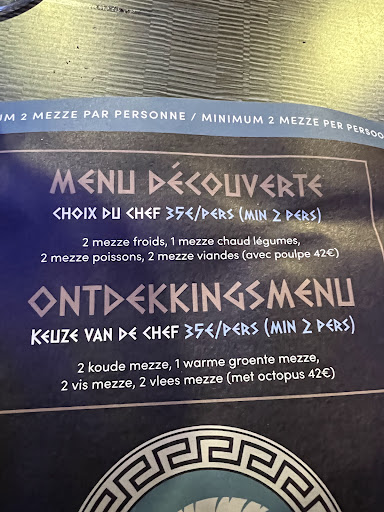 UM 2 MEZZE PAR PERSONNE / MINIMUM 2 MEZZE PER PERSOO
MENU DÉCOUVERTE
CHOIX DU CHEF 35€/PERS (MIN 2 PERS)
2 mezze froids, 1 mezze chaud légumes,
2 mezze poissons, 2 mezze viandes (avec poulpe 42€)
ONTDEKKINGSMENU
KEUZE VAN DE CHEF 35€/PERS (MIN 2 PERS)
2 koude mezze, 1 warme groente mezze,
2 vis mezze, 2 vlees mezze (met octopus 42€)